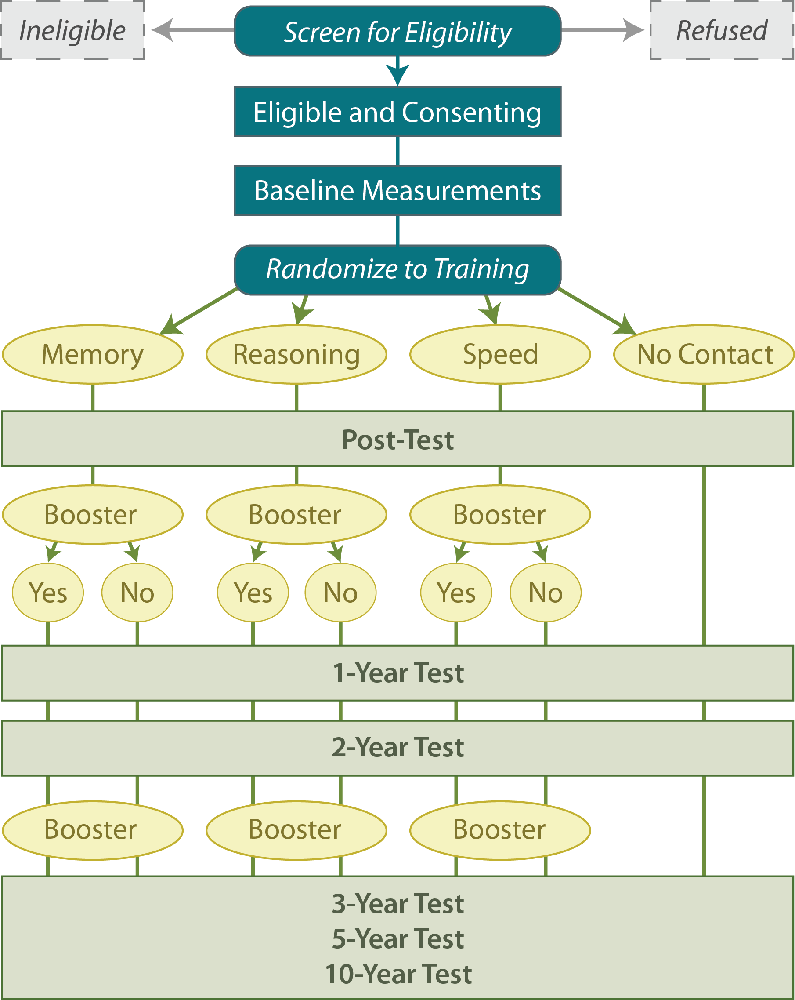 Ineligible
Screen for Eligibility
Refused
Eligible and Consenting
Baseline Measurements
Randomize to Training
Memory
Reasoning
Speed
No Contact
Post-Test
Booster
Booster
Booster
Yes
No
Yes
No
Yes
No
1-Year Test
2-Year Test
Booster
Booster
Booster
3-Year Test
5-Year Test
10-Year Test